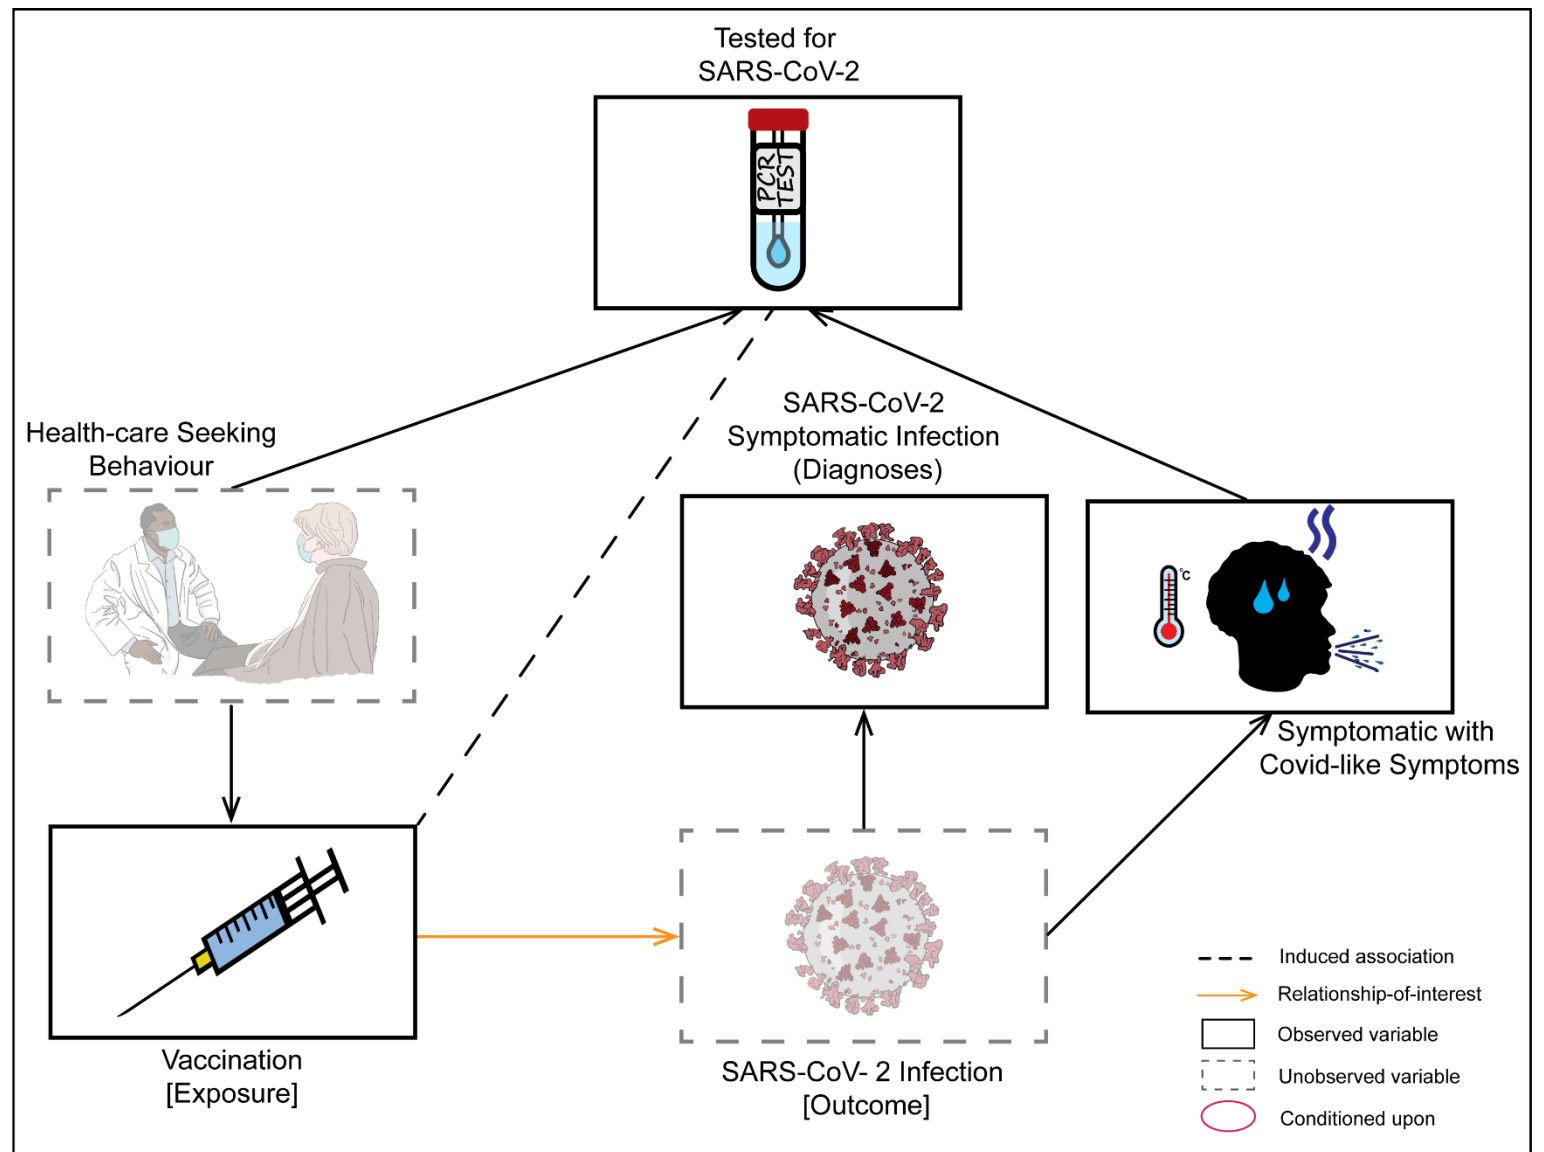 Tested for
SARS-CoV-2
PCR
TEST
Health-care Seeking
Behaviour
SARS-CoV-2
Symptomatic Infection
(Diagnoses)
°C
Symptomatic with
Covid-like Symptoms
Vaccination
[Exposure]
SARS-CoV- 2 Infection
[Outcome]
Induced association
Relationship-of-interest
Observed variable
Unobserved variable
Conditioned upon